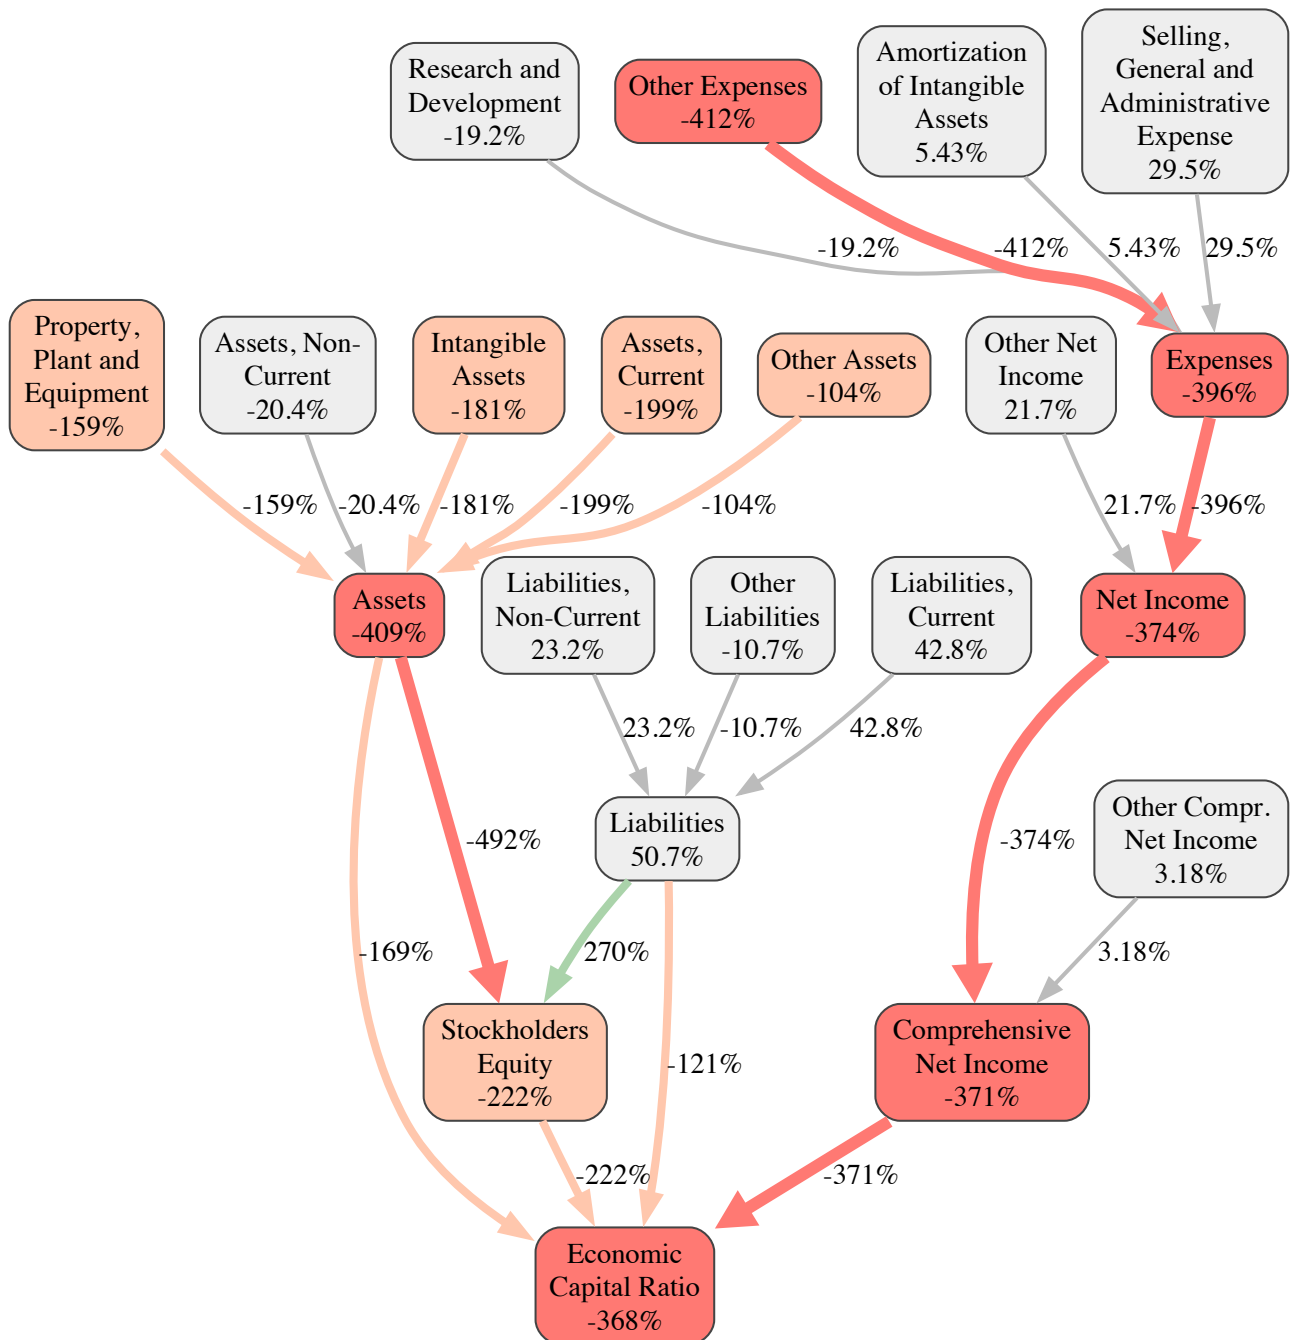 Research and
Development
-19.2%
Other Expenses
-412%
Amortization
of Intangible
Assets
5.43%
Selling,
General and
Administrative
Expense
29.5%
-19.2%
-412%
5.43%
29.5%
Property,
Plant and
Equipment
-159%
Assets, Non-
Current
-20.4%
Intangible
Assets
-181%
Assets,
Current
-199%
Other Assets
-104%
Other Net
Income
21.7%
Expenses
-396%
-159%
-20.4%
-181%
-199%
-104%
21.7%
-396%
Assets
-409%
Liabilities,
Non-Current
23.2%
Other
Liabilities
-10.7%
Liabilities,
Current
42.8%
Net Income
-374%
23.2%
-10.7%
42.8%
-492%
Liabilities
50.7%
-374%
Other Compr.
Net Income
3.18%
-169%
270%
3.18%
Stockholders
Equity
-222%
-121%
Comprehensive
Net Income
-371%
-222%
-371%
Economic
Capital Ratio
-368%